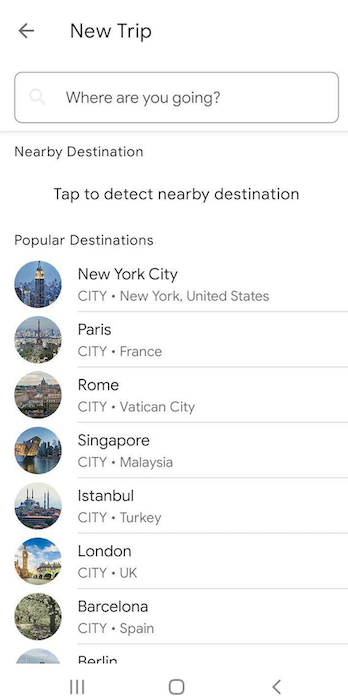 New Trip
Where are you going?
Nearby Destination
Tap to detect nearby destination
Popular Destinations
New York City
CITY • New York, United States
Paris
CITY • France
Rome
CITY • Vatican City
Singapore
CITY • Malaysia
Istanbul
CITY • Turkey
London
CITY • UK
Barcelona
CITY • Spain
Berlin